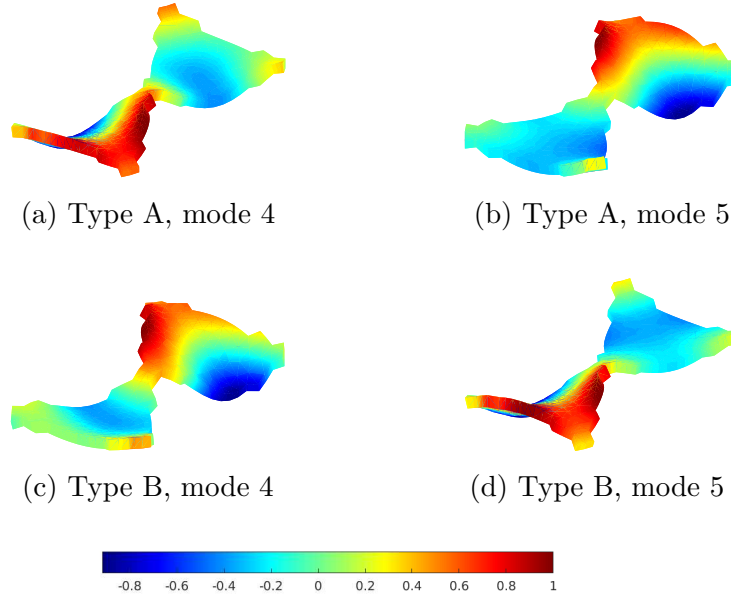 (a) Type A, mode 4
(b) Type A, mode 5
(c) Type B, mode 4
(d) Type B, mode 5
-0.8 -0.6 -0.4 -0.2 0 0.2 0.4 0.6 0.8 1